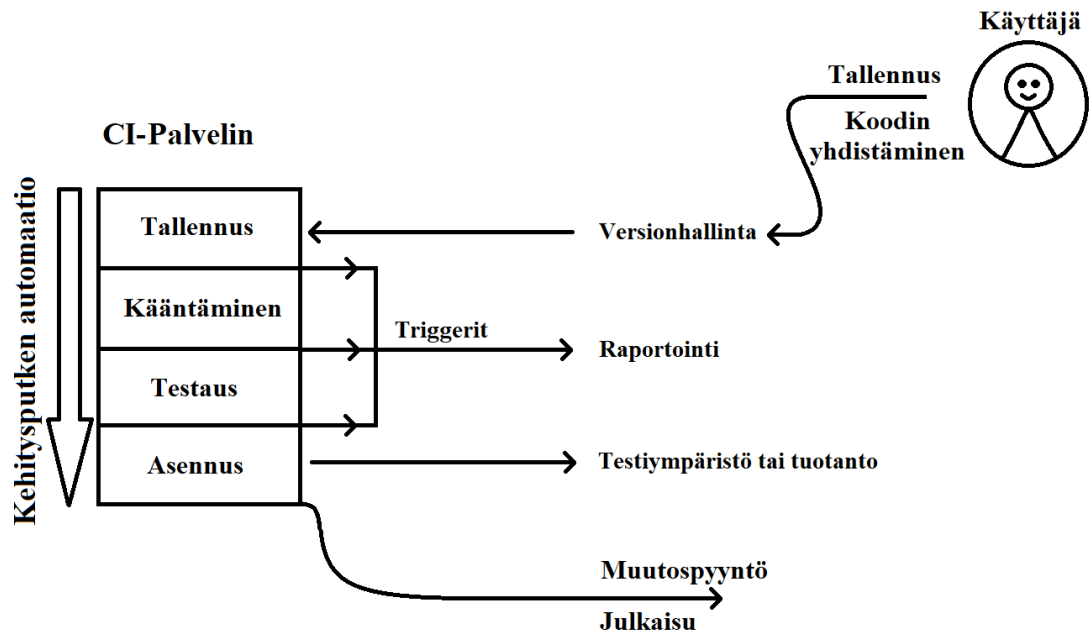 Käyttäjä
Tallennus
Koodin
yhdistäminen
CI-Palvelin
Kehitysputken automaatio
Tallennus
Versionhallinta
Kääntäminen
Triggerit
Raportointi
Testaus
Asennus
Testiympäristö tai tuotanto
Muutospyyntö
Julkaisu